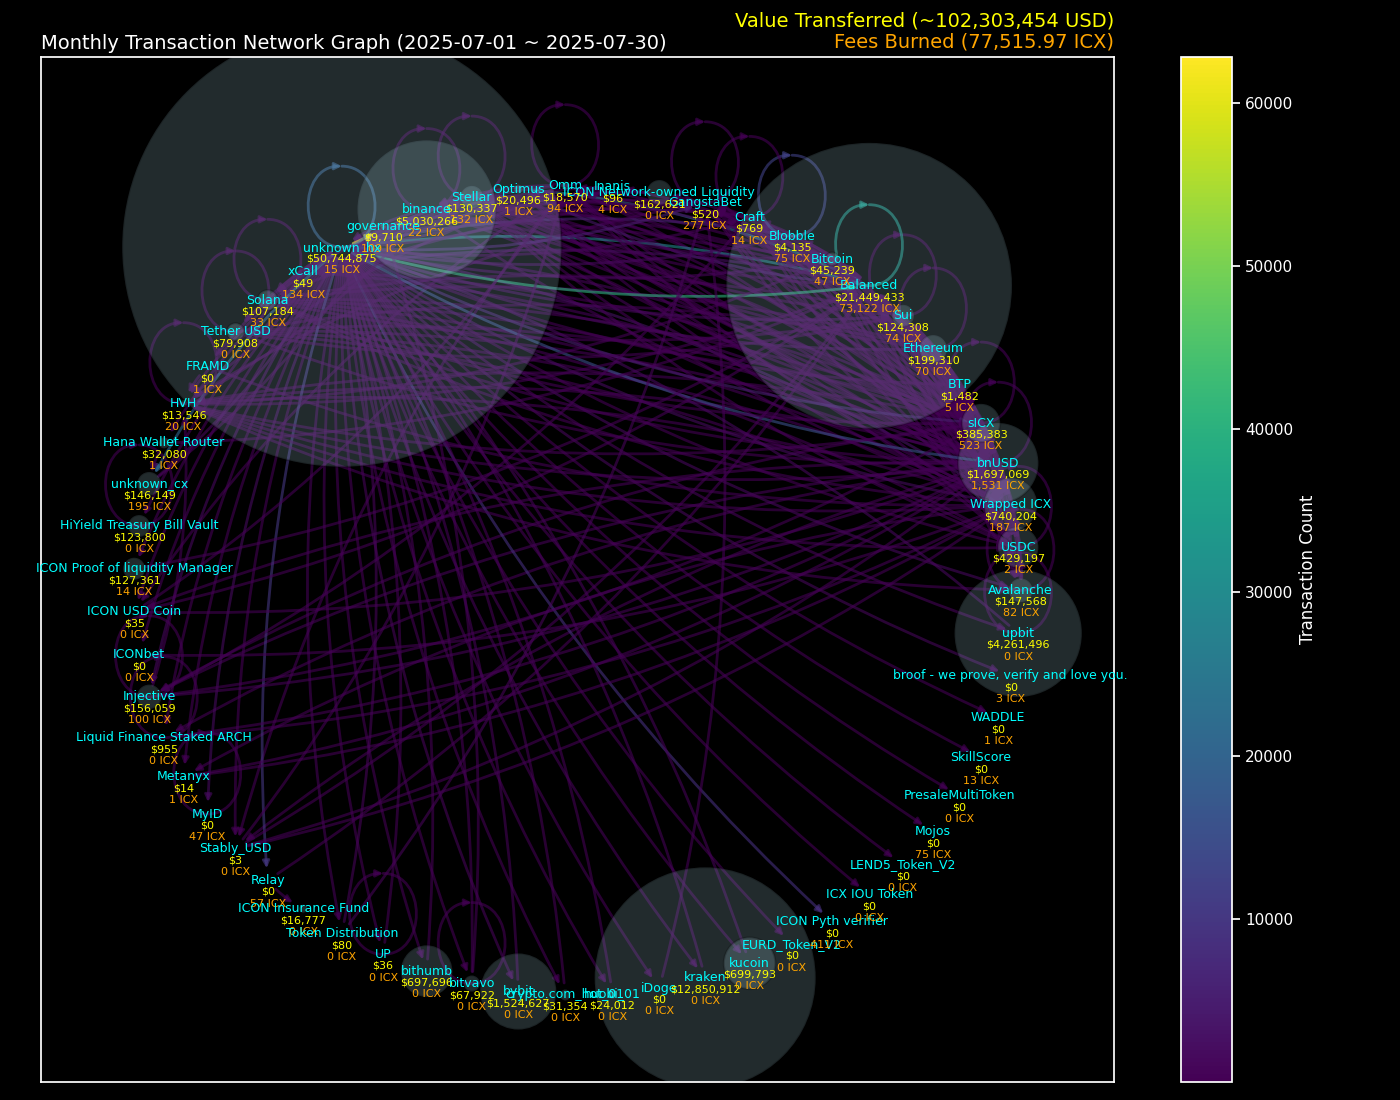 Value Transferred (~102,303,454 USD)
Monthly Transaction Network Graph (2025-07-01 ~ 2025-07-30)
Fees Burned (77,515.97 ICX)
Optimus
$20,496
1 ICX
Omm
$18,570
94 ICX
Inanis
$96
4 ICX
ICON Network-owned Liquidity
$162,621
0 ICX
GangstaBet
$520
277 ICX
Craft
$769
14 ICX
Blobble
$4,135
75 ICX
Bitcoin
$45,239
47 ICX
Balanced
$21,449,433
73,122 ICX
Sui
$124,308
74 ICX
Ethereum
$199,310
70 ICX
BTP
$1,482
5 ICX
sICX
$385,383
523 ICX
bnUSD
$1,697,069
1,531 ICX
Wrapped ICX
$740,204
187 ICX
USDC
$429,197
2 ICX
Avalanche
$147,568
82 ICX
upbit
$4,261,496
0 ICX
broof - we prove, verify and love you.
$0
3 ICX
WADDLE
$0
1 ICX
SkillScore
$0
13 ICX
PresaleMultiToken
$0
0 ICX
Mojos
$0
75 ICX
LEND5_Token_V2
$0
0 ICX
ICX IOU Token
$0
0 ICX
ICON Pyth verifier
$0
ICX
EURD_Token_V2
$0
0 ICX
kucoin
$699,793
0 ICX
kraken
$12,850,912
0 ICX
iDoge
$0
0 ICX
$24,012
0 ICX
crypto.com_hot
$31,354
0 ICX
bybit
$1,524,627
0 ICX
bitvavo
$67,922
0 ICX
bithumb
$697,696
0 ICX
UP
$36
0 ICX
Token Distribution
$80
0 ICX
ICON Insurance Fund
$16,777
0 ICX
Relay
$0
57 ICX
Stably_USD
$3
0 ICX
MyID
$0
47 ICX
Metanyx
$14
1 ICX
Liquid Finance Staked ARCH
$955
0 ICX
Injective
$156,059
100 ICX
ICONbet
$0
0 ICX
ICON USD Coin
$35
0 ICX
ICON Proof of liquidity Manager
$127,361
14 ICX
HiYield Treasury Bill Vault
$123,800
0 ICX
unknown_cx
$146,149
195 ICX
Hana Wallet Router
$32,080
1 ICX
HVH
$13,546
20 ICX
FRAMD
$0
1 ICX
Tether USD
$79,908
0 ICX
Solana
$107,184
33 ICX
xCall
$49
134 ICX
unknown_hx
$50,744,875
15 ICX
governance
$9,710
ICX
binance
$5,030,266
22 ICX
Stellar
$130,337
132 ICX
60000
50000
40000
30000
20000
10000
Transaction Count